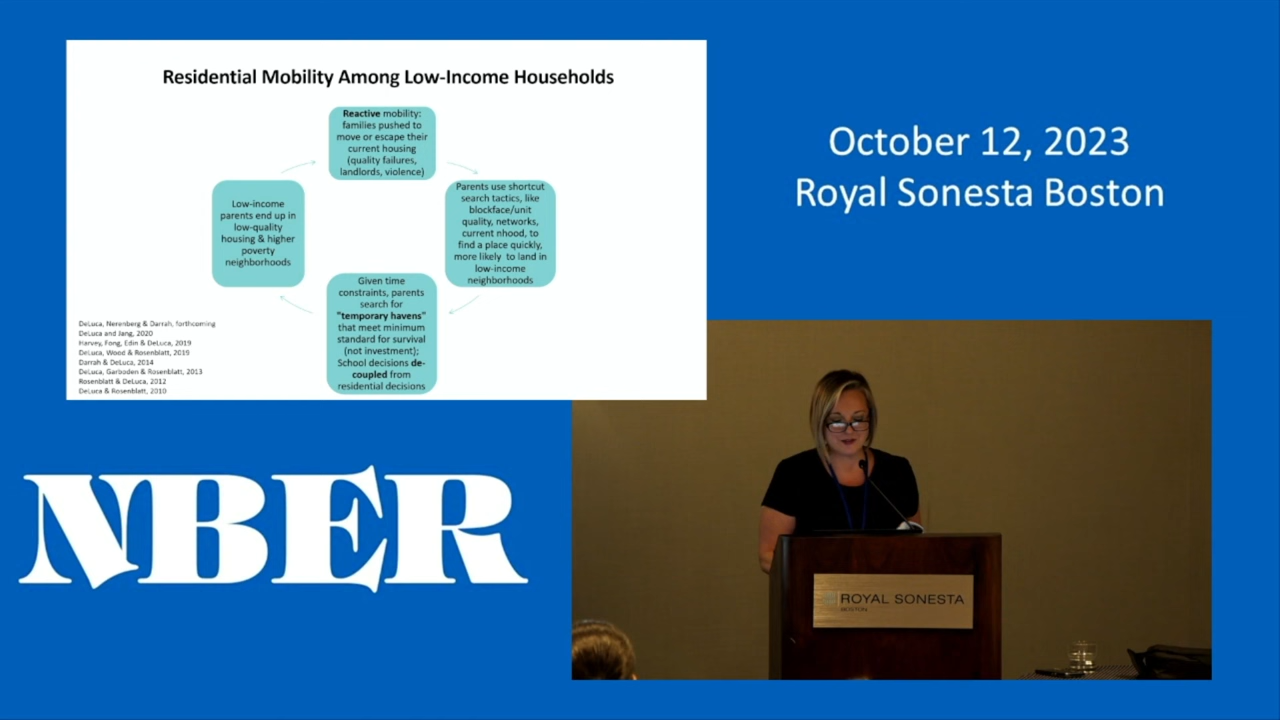 Residential Mobility Among Low-Income Households
Reactive mobility:
families pushed to
move or escape their
current housing
(quality failures,
landlords, violence)
Parents use shortcut
search tactics, like
blockface/unit
quality, networks,
current nhood, to
find a place quickly,
more likely to land in
low-income
neighborhoods
Given time
constraints, parents
search for
"temporary havens"
that meet minimum
standard for survival
(not investment);
School decisions de-
coupled from
residential decisions
Low-income
parents end up in
low-quality
housing & higher
poverty
neighborhoods
DeLuca, Nerenberg & Darrah, forthcoming
DeLuca and Jang, 2020
Harvey, Fong, Edin & DeLuca, 2019
DeLuca, Wood & Rosenblatt, 2019
Darrah & DeLuca, 2014
DeLuca, Garboden & Rosenblatt, 2013
Rosenblatt & DeLuca, 2012
DeLuca & Rosenblatt, 2010
October 12, 2023
Royal Sonesta Boston
NBER
ROYAL SONESTA
BOSTON